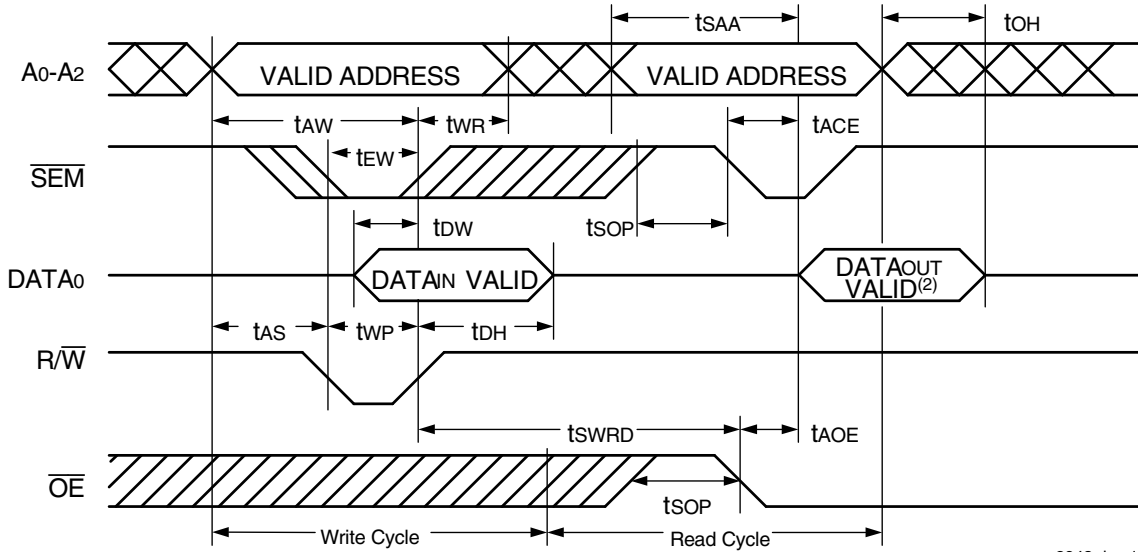 tSAA
tOH
A0-A2
VALID ADDRESS
VALID ADDRESS
tAW
tWR
tACE
tEW
SEM
tDW
tSOP
DATA0
DATAIN VALID
DATAOUT
VALID(2)
tAS
tWP
tDH
R/W
tSWRD
tAOE
OE
tSOP
Write Cycle
Read Cycle